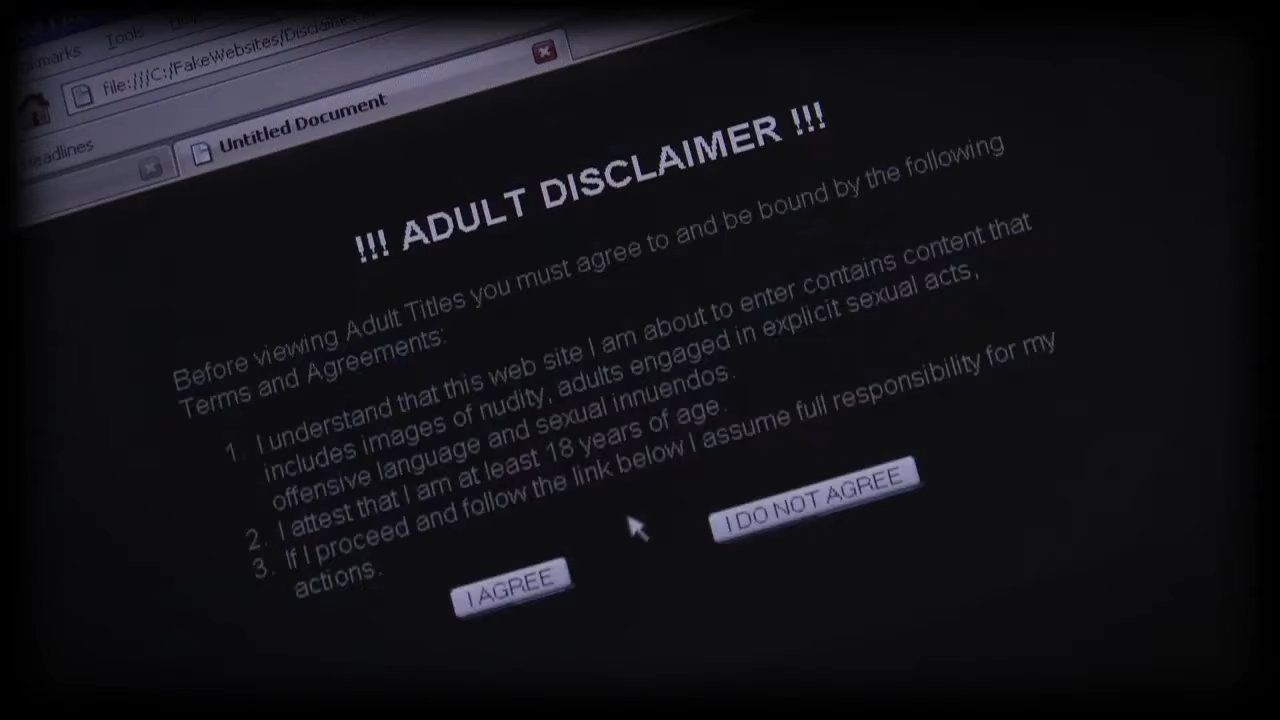 Tools
file:///C:/FakeWebsites/Disclaimer
Untitled Document
!!! ADULT DISCLAIMER !!!
Before viewing Adult Titles you must agree to and be bound by the following
Terms and Agreements:
1. I understand that this web site I am about to enter contains content that
includes images of nudity, adults engaged in explicit sexual acts,
offensive language and sexual innuendos.
2. I attest that I am at least 18 years of age.
3. If I proceed and follow the link below I assume full responsibility for my
actions.
I AGREE
I DO NOT AGREE